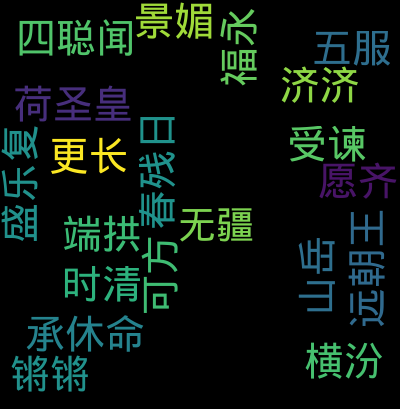 四聪闻
景媚
福永
五服
济济
荷圣皇
更长
盛乐复
春残日
受谏
愿齐
端拱
无疆
时清
可方
山岳
远朝王
承休命
横汾
锵锵